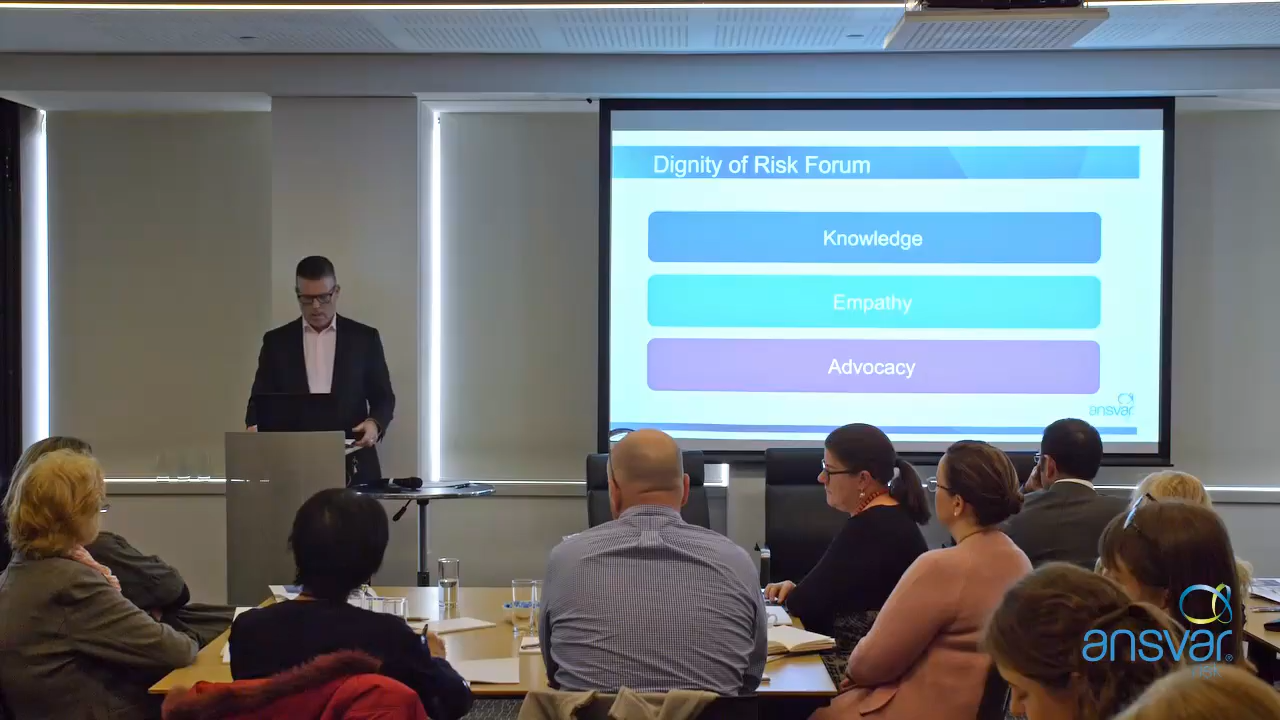 Dignity of Risk Forum
Knowledge
Empathy
Advocacy
ansvar
ansvar